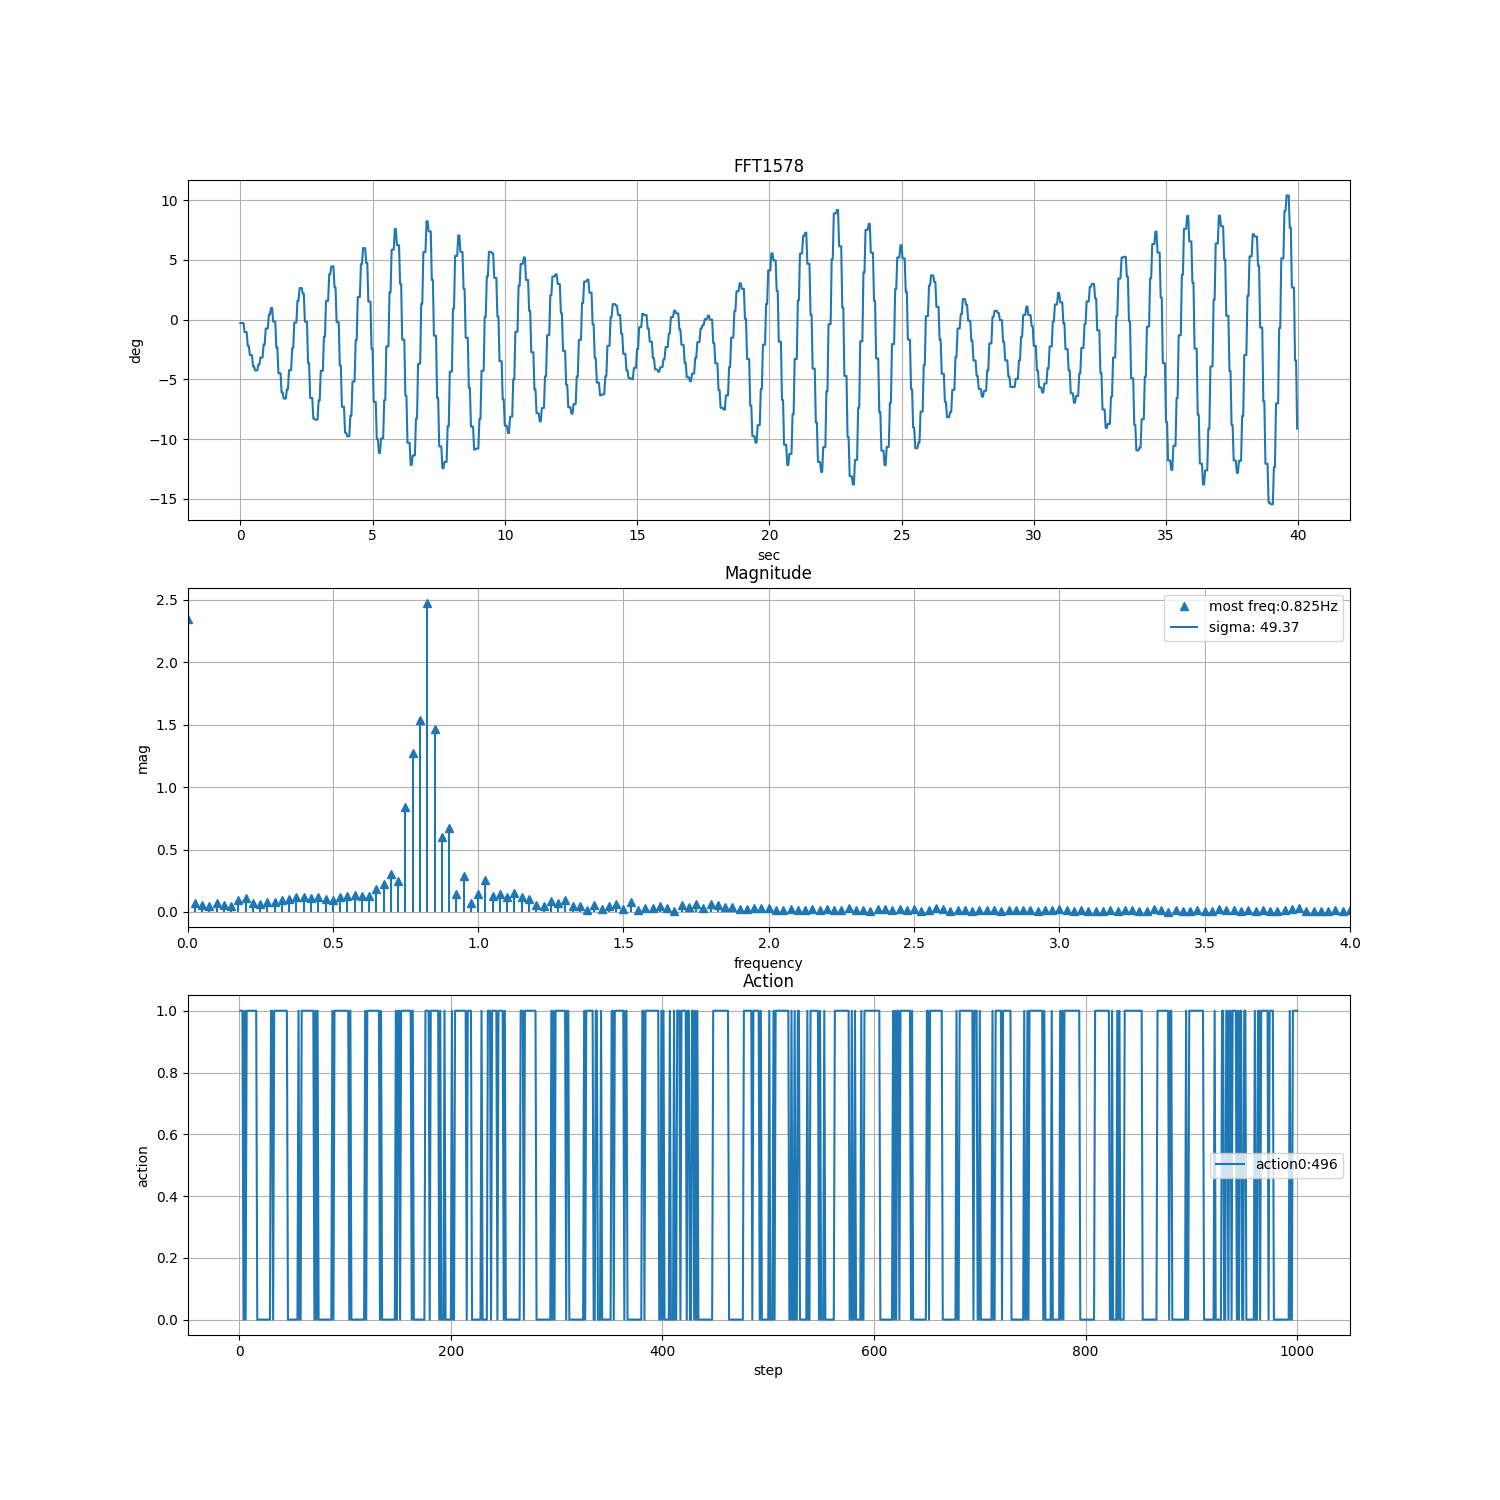 FFT1578
10
5
0
−5
−10
−15
deg
0 5 10 15 20 25 30 35 40
sec
Magnitude
2.5
2.0
1.5
1.0
0.5
0.0
mag
most freq:0.825Hz
sigma: 49.37
0.0 0.5 1.0 1.5 2.0 2.5 3.0 3.5 4.0
frequency
Action
1.0
0.8
0.6
0.4
0.2
0.0
action
action0:496
0 200 400 600 800 1000
step